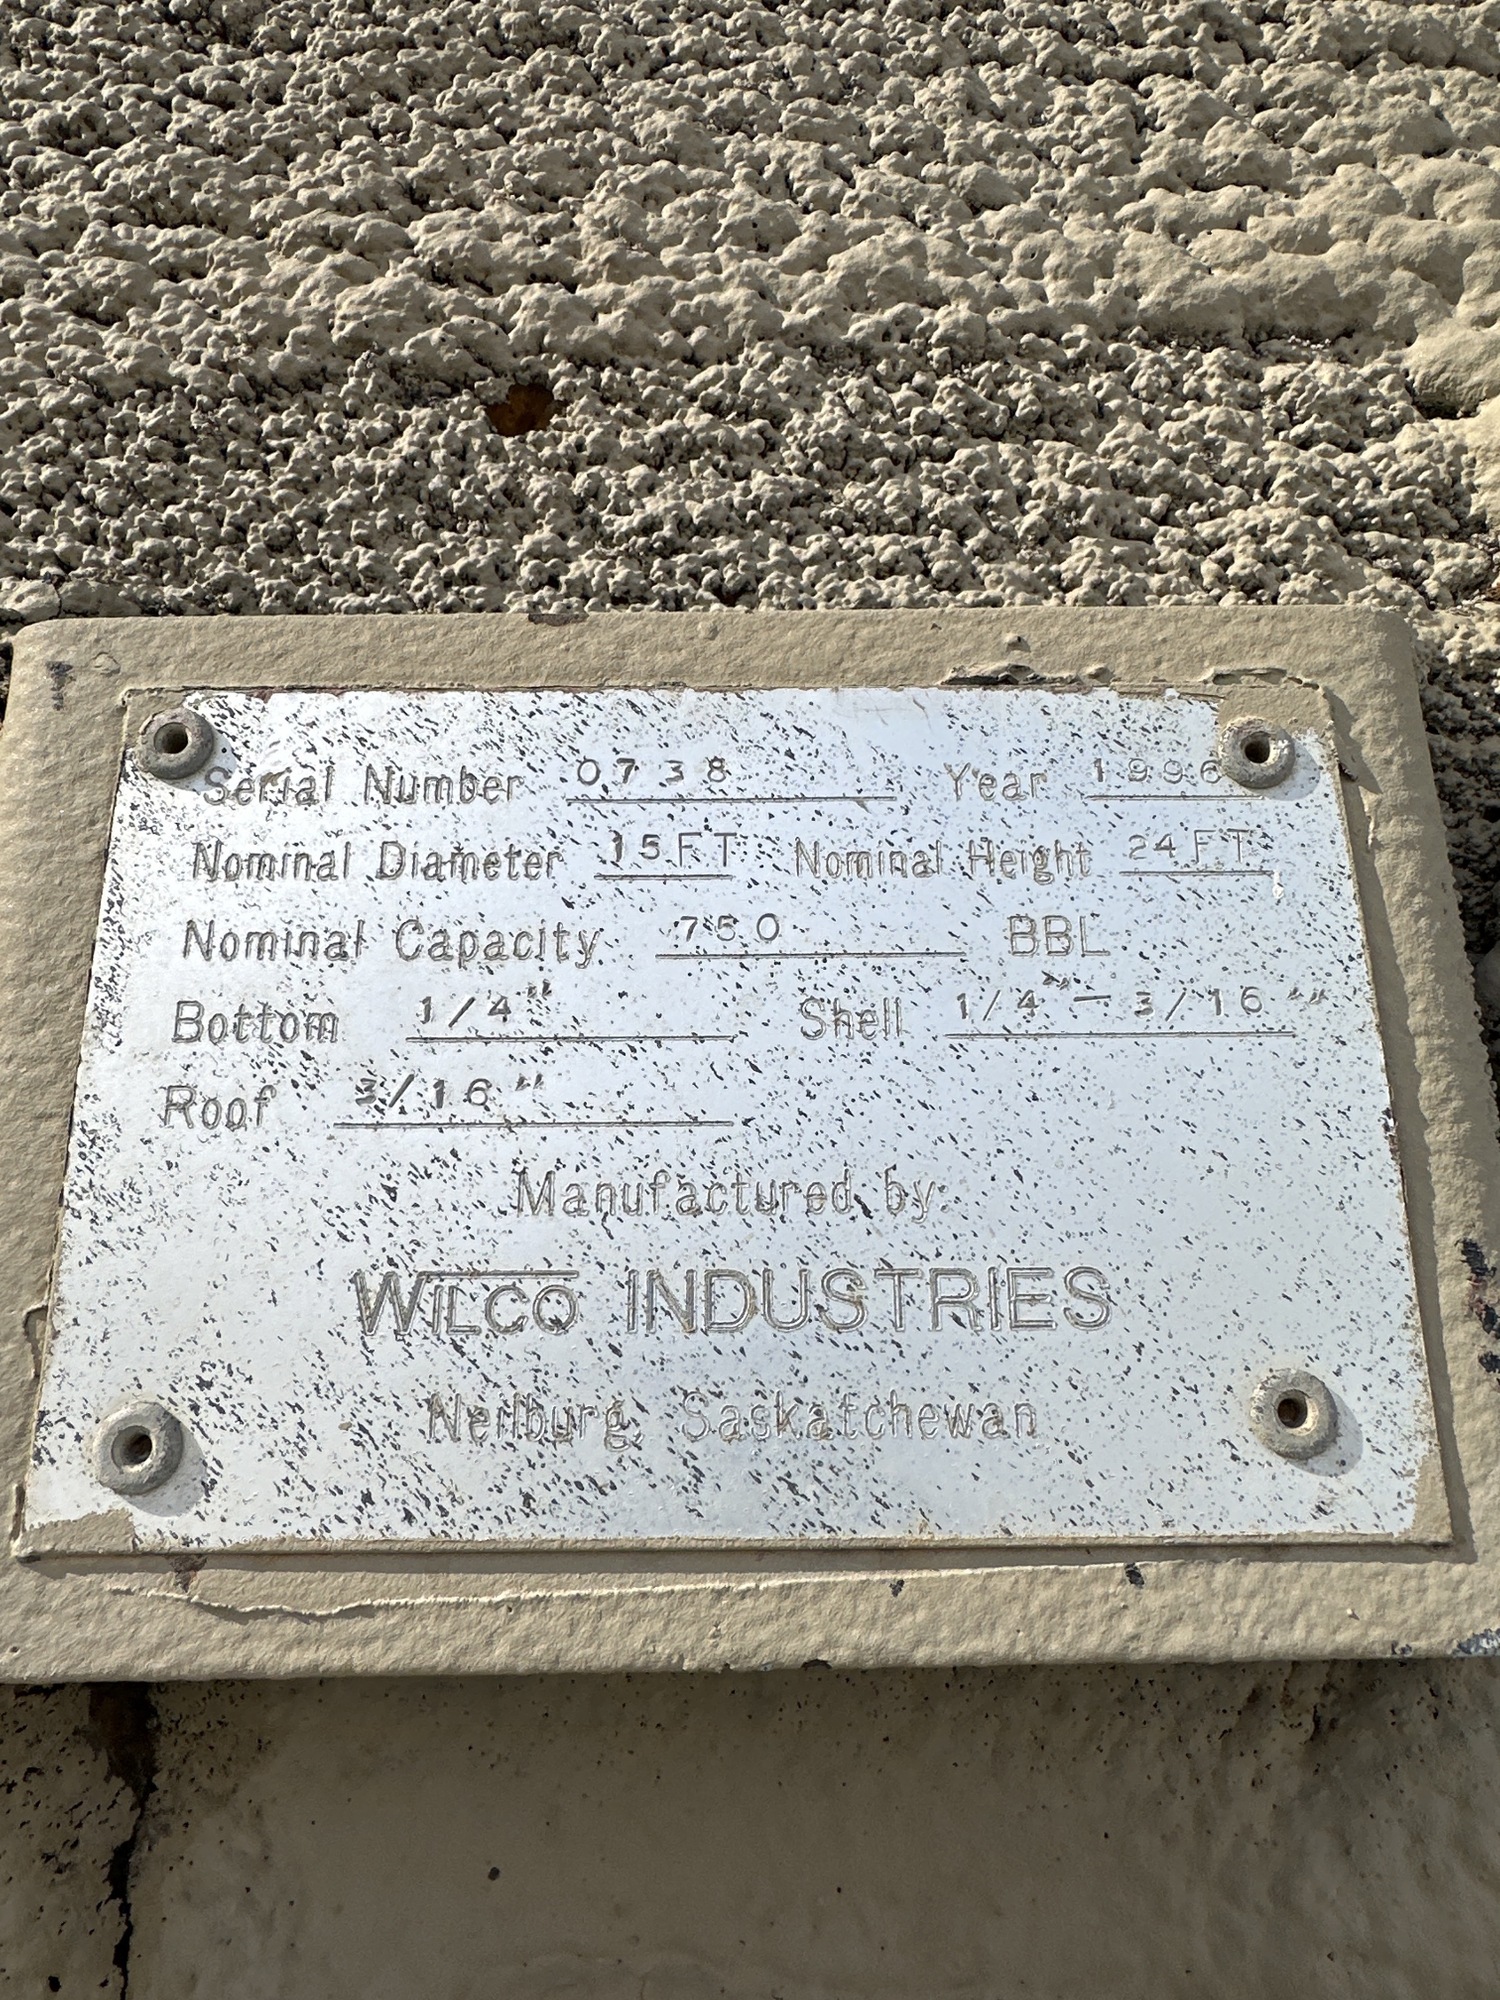 Serial Number 0738 Year 1996
Nominal Diameter 15FT Nominal Height 24FT
Nominal Capacity 750 BBL
Bottom 1/4" Shell 1/4" - 3/16"
Roof 3/16"
Manufactured by:
WILCO INDUSTRIES
Neilburg, Saskatchewan